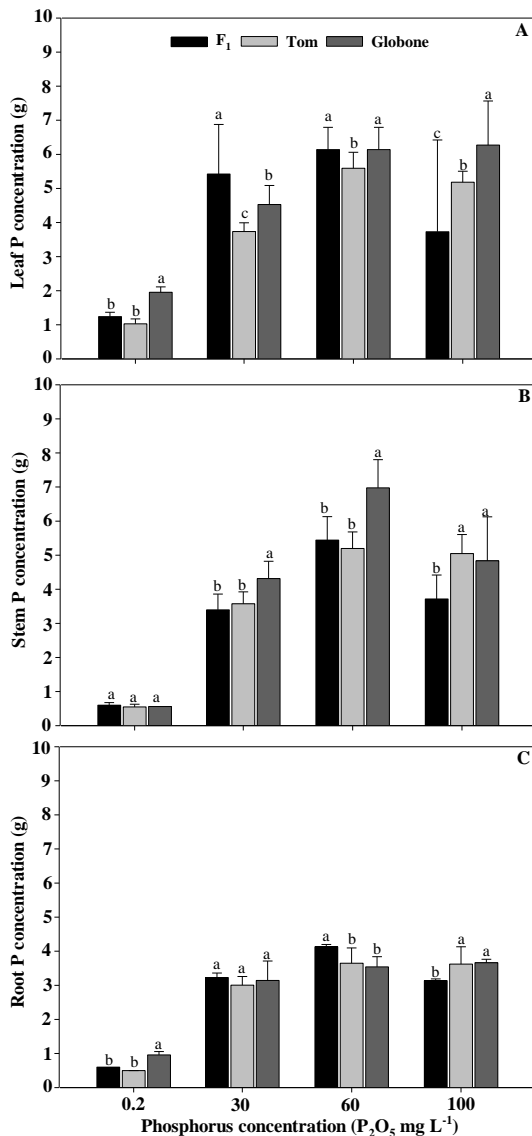 10
A
F₁ Tom Globone
9
8
7
6
5
4
3
2
1
0
Leaf P concentration (g)
b b a
a c b
a b a
c b a
10
B
9
8
7
6
5
4
3
2
1
0
Stem P concentration (g)
a a a
b b a
b b a
b a a
10
C
9
8
7
6
5
4
3
2
1
0
Root P concentration (g)
b b a
a a a
a b b
b a a
0.2 30 60 100
Phosphorus concentration (P₂O₅ mg L⁻¹)